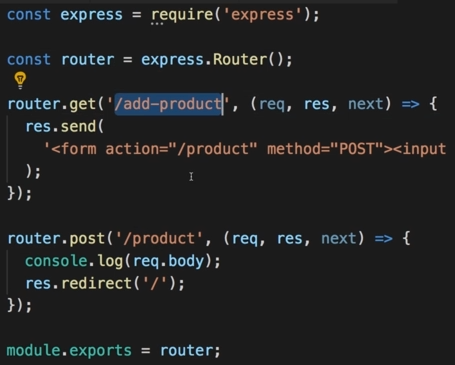 const express = require('express');
const router = express.Router();
router.get('/add-product', (req, res, next) => {
res.send(
'<form action="/product" method="POST"><input
);
});
router.post('/product', (req, res, next) => {
console.log(req.body);
res.redirect('/');
});
module.exports = router;